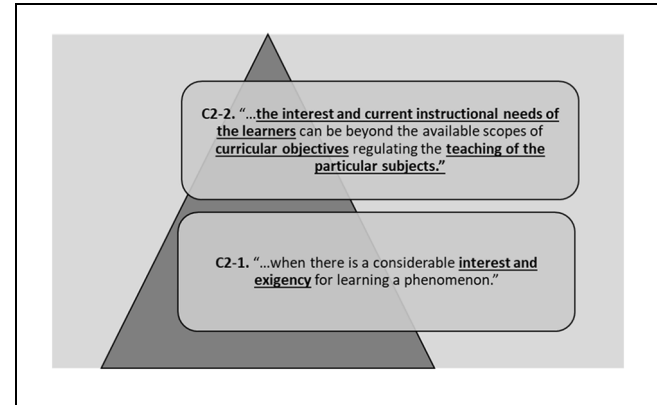 C2-2. “…the interest and current instructional needs of
the learners can be beyond the available scopes of
curricular objectives regulating the teaching of the
particular subjects.”
C2-1. “…when there is a considerable interest and
exigency for learning a phenomenon.”